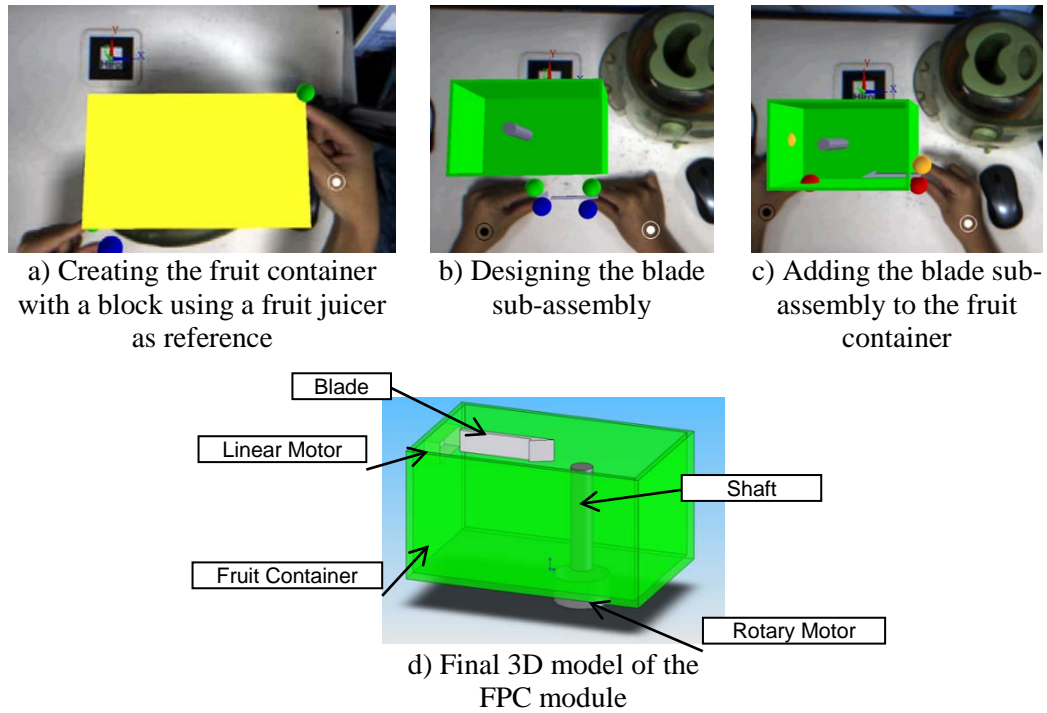 Y
X
Hiro
Y
X
Y
X
a) Creating the fruit container
with a block using a fruit juicer
as reference
b) Designing the blade
sub-assembly
c) Adding the blade sub-
assembly to the fruit
container
Blade
Linear Motor
Shaft
Fruit Container
Rotary Motor
d) Final 3D model of the
FPC module